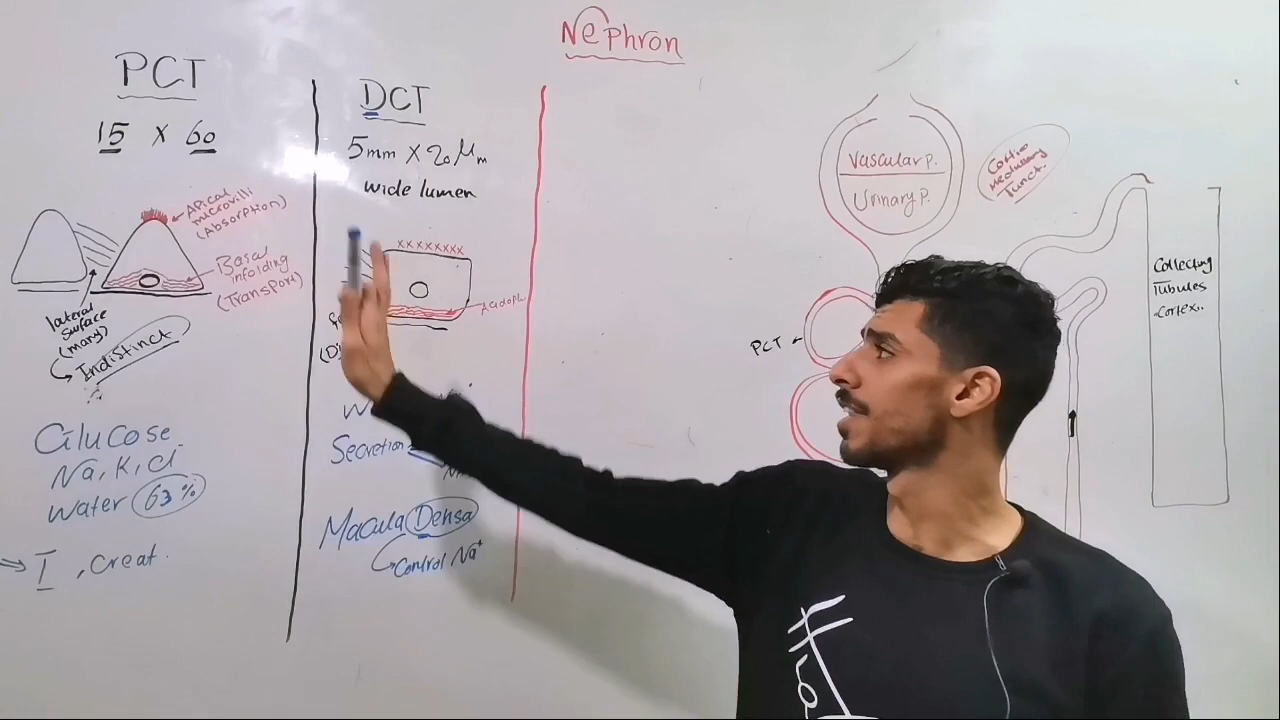 Nephron
PCT
15 x 60
Apical
microvilli
(Absorption)
Basal
infolding
(Transport)
lateral
surface
(many)
Indistinct
Glucose
Na, K, Cl
water 63%
⇒ I, creat.
DCT
5mm x 20 μm
wide lumen
xxxxxxxx
Acidoph
Secretion
Macula Densa
Control Na+
Vascular P.
Urinary P.
Cortico
Medullary
Junct.
PCT
Collecting
Tubules
Cortex.